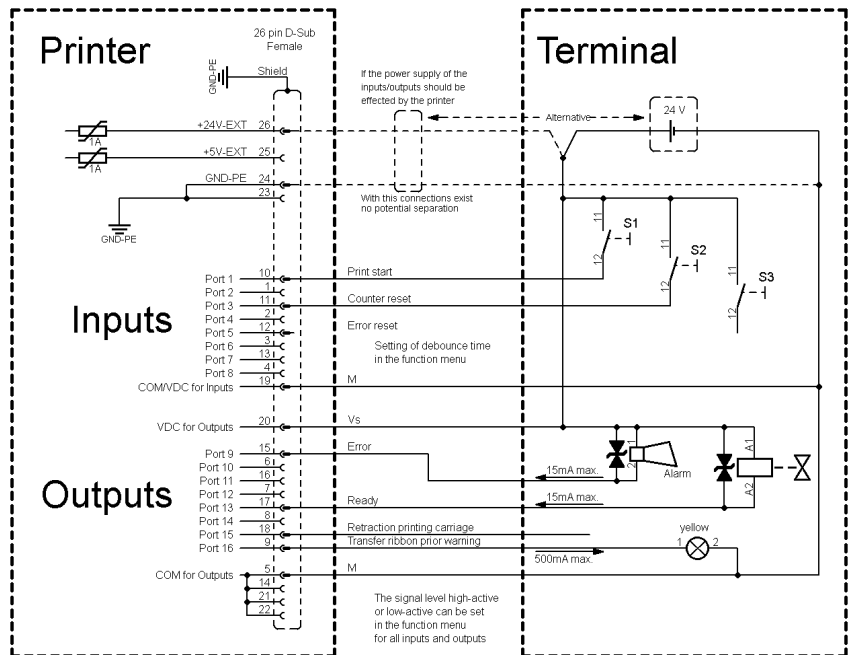 Printer
26 pin D-Sub
Female
Terminal
GND-PE
Shield
If the power supply of the
inputs/outputs should be
effected by the printer
Alternative
24 V
+24V-EXT 26
1A
+5V-EXT 25
1A
GND-PE 24
23
GND-PE
With this connections exist
no potential separation
11
S1
12
11
S2
12
11
S3
12
Inputs
Port 1 10 Print start
Port 2 1
Port 3 11 Counter reset
Port 4 2
Port 5 12 Error reset
Port 6 3
Port 7 13
Port 8 4
Setting of debounce time
in the function menu
COM/VDC for Inputs 19 M
VDC for Outputs 20 Vs
Outputs
Port 9 15 Error
Port 10 6
Port 11 16
Port 12 7
Port 13 17 Ready
Port 14 8
Port 15 18 Retraction printing carriage
Port 16 9 Transfer ribbon prior warning
1
2
Alarm
A1
A2
15mA max.
15mA max.
yellow
1 2
500mA max.
COM for Outputs 5 M
14
21
22
The signal level high-active
or low-active can be set
in the function menu
for all inputs and outputs